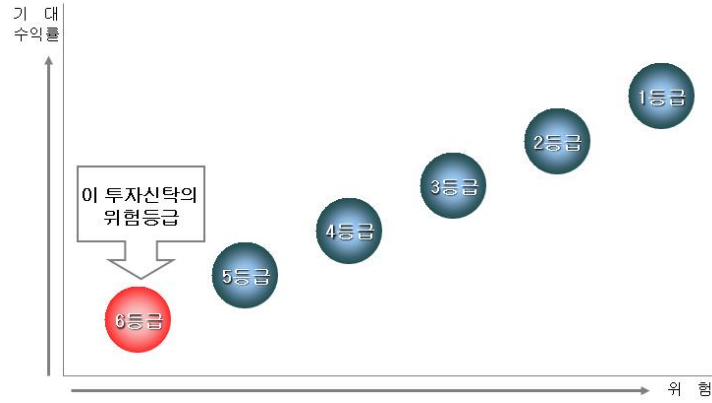 기 대
수익률
1등급
2등급
3등급
이 투자신탁의
위험등급
4등급
5등급
6등급
위 험